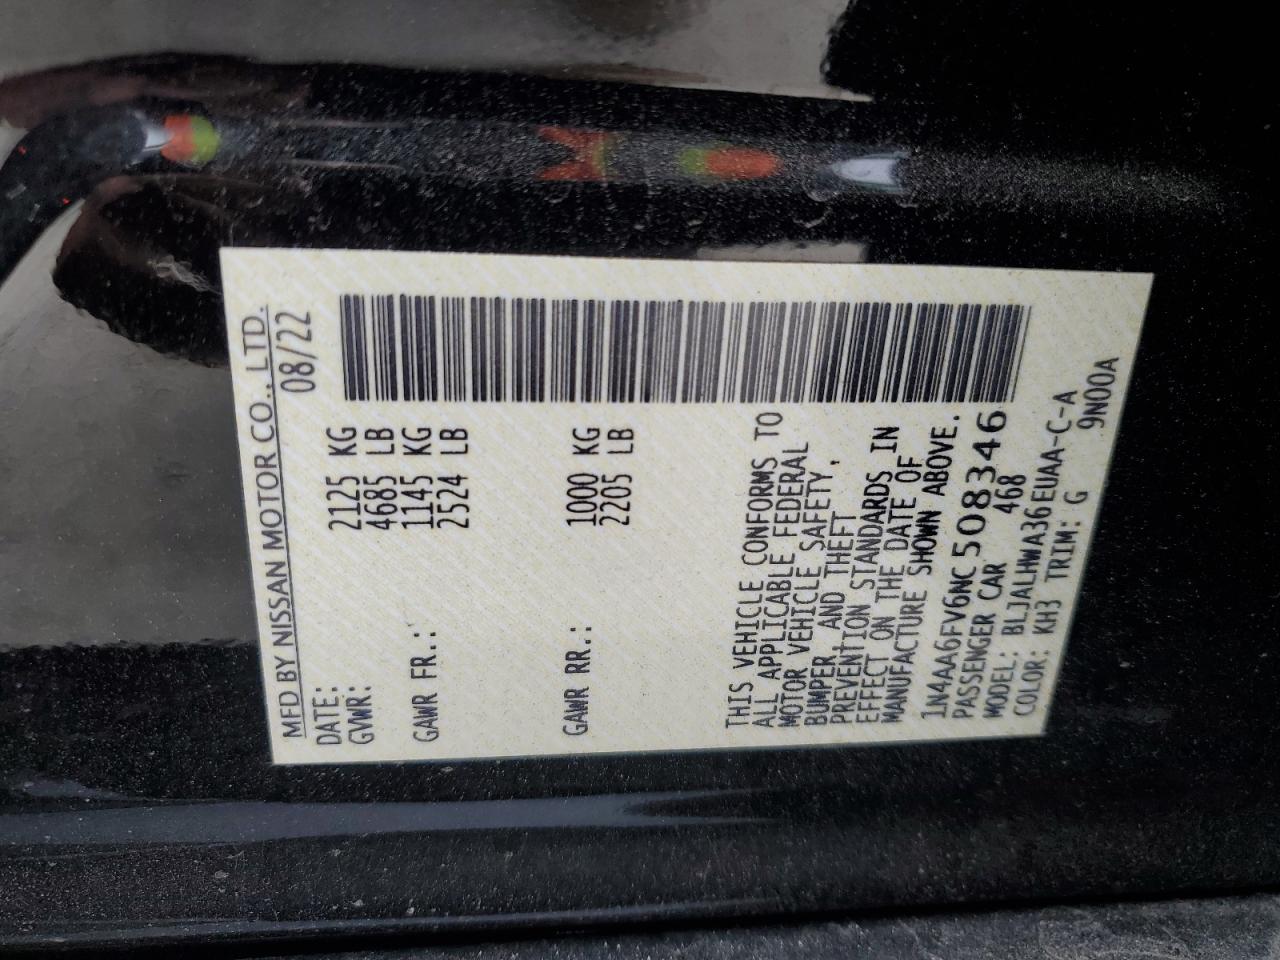 MFD BY NISSAN MOTOR CO., LTD.
DATE: 08/22
GVWR: 2125 KG
4685 LB
GAWR FR.: 1145 KG
2524 LB
GAWR RR.: 1000 KG
2205 LB
THIS VEHICLE CONFORMS TO
ALL APPLICABLE FEDERAL
MOTOR VEHICLE SAFETY,
BUMPER, AND THEFT
PREVENTION STANDARDS IN
EFFECT ON THE DATE OF
MANUFACTURE SHOWN ABOVE.
1N4AA6FV6NC508346
PASSENGER CAR 468
MODEL: BLJALHWA36EUAA-C-A
COLOR: KH3 TRIM: G 9N00A